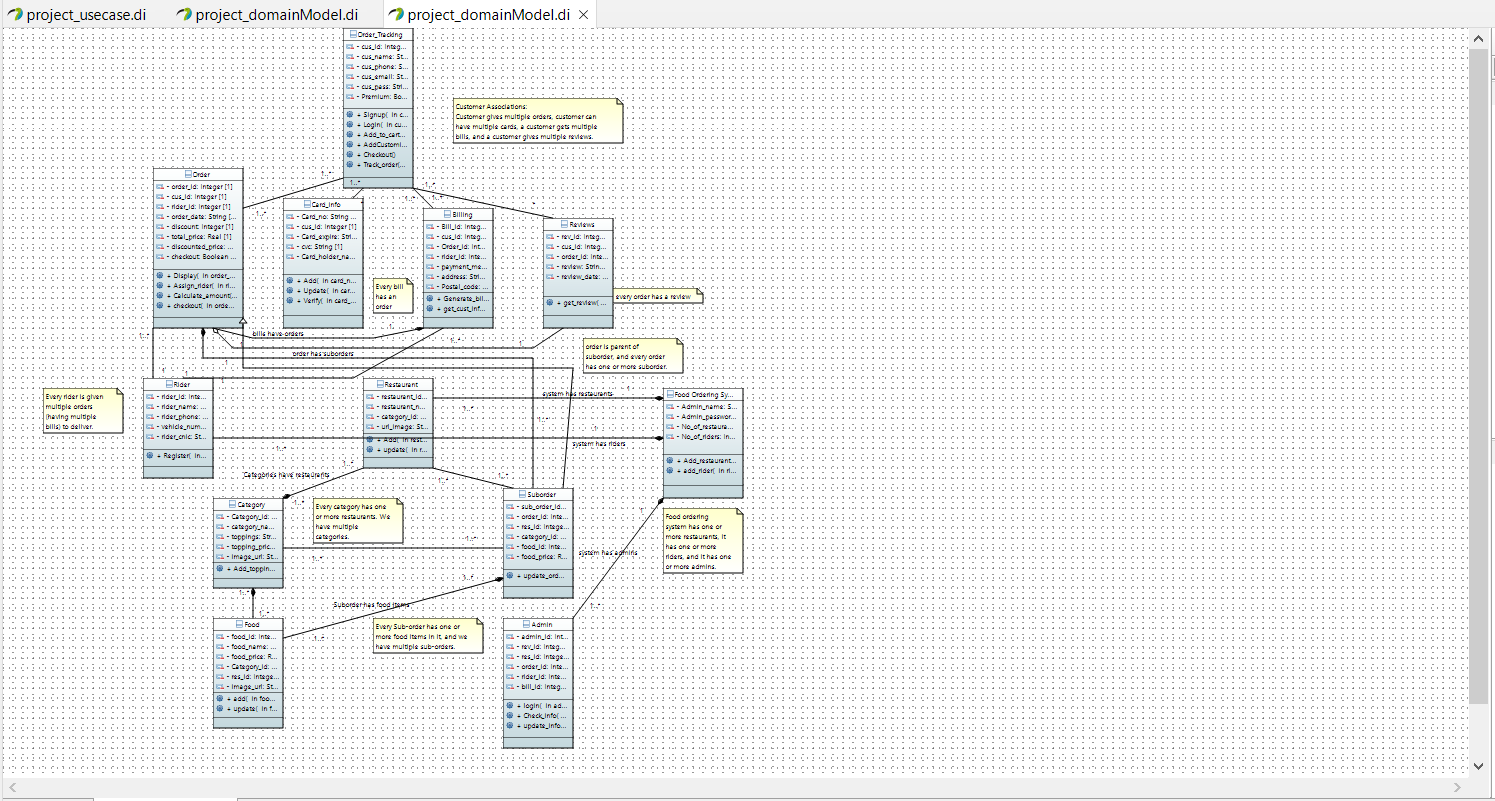 project_usecase.di
project_domainModel.di
project_domainModel.di
Order_Tracking
- cus_id: Integ...
- cus_name: St...
- cus_phone: S...
- cus_email: St...
- cus_pass: Stri...
- Premium: Bo...
+ Signup( in c...
+ Login( in cu...
+ Add_to_cart...
+ AddCustomi...
+ Checkout()
+ Track_order(...
Customer Associations:
Customer gives multiple orders, customer can
have multiple cards, a customer gets multiple
bills, and a customer gives multiple reviews.
Order
- order_id: Integer [1]
- cus_id: Integer [1]
- rider_id: Integer [1]
- order_date: String [...
- discount: Integer [1]
- total_price: Real [1]
- discounted_price: ...
- checkout: Boolean ...
+ Display( in order_...
+ Assign_rider( in ri...
+ Calculate_amount(...
+ checkout( in orde...
Card_Info
- Card_no: String ...
- cus_id: Integer [1]
- Card_expire: Stri...
- cvc: String [1]
- Card_holder_na...
+ Add( in card_n...
+ Update( in car...
+ Verify( in card_...
Every bill
has an
order
Billing
- Bill_id: Integ...
- cus_id: Integ...
- Order_id: Int...
- rider_id: Inte...
- payment_me...
- address: Stri...
- Postal_code: ...
+ Generate_bil...
+ get_cust_inf...
Reviews
- rev_id: Integ...
- cus_id: Integ...
- order_id: Inte...
- review: Strin...
- review_date: ...
+ get_review(...
every order has a review
bills have orders
order has suborders
order is parent of
suborder, and every order
has one or more suborder.
Every rider is given
multiple orders
(having multiple
bills) to deliver.
Rider
- rider_id: Inte...
- rider_name: ...
- rider_phone: ...
- vehicle_num...
- rider_cnic: St...
+ Register( in...
Restaurant
- restaurant_id...
- restaurant_n...
- category_id: ...
- url_image: St...
+ Add( in rest...
+ update( in r...
system has restaurants
system has riders
Food Ordering Sy...
- Admin_name: S...
- Admin_passwor...
- No_of_restaura...
- No_of_riders: In...
+ Add_restaurant...
+ add_rider( in ri...
Categories have restaurants
Category
- Category_id: ...
- category_na...
- toppings: Str...
- topping_pric...
- image_url: St...
+ Add_toppin...
Every category has one
or more restaurants. We
have multiple
categories.
Suborder
- sub_order_id...
- order_id: Inte...
- res_id: Intege...
- category_id: ...
- food_id: Inte...
- food_price: R...
+ update_ord...
system has admins
Food ordering
system has one or
more restaurants, it
has one or more
riders, and it has one
or more admins.
Suborder has food items
Food
- food_id: Inte...
- food_name: ...
- food_price: R...
- Category_id: ...
- res_id: Intege...
- image_url: St...
+ add( in foo...
+ update( in f...
Every Sub-order has one or
more food items in it, and we
have multiple sub-orders.
Admin
- admin_id: Int...
- rev_id: Integ...
- res_id: Intege...
- order_id: Inte...
- rider_id: Inte...
- bill_id: Integ...
+ login( in ad...
+ Check_info( ...
+ update_info...